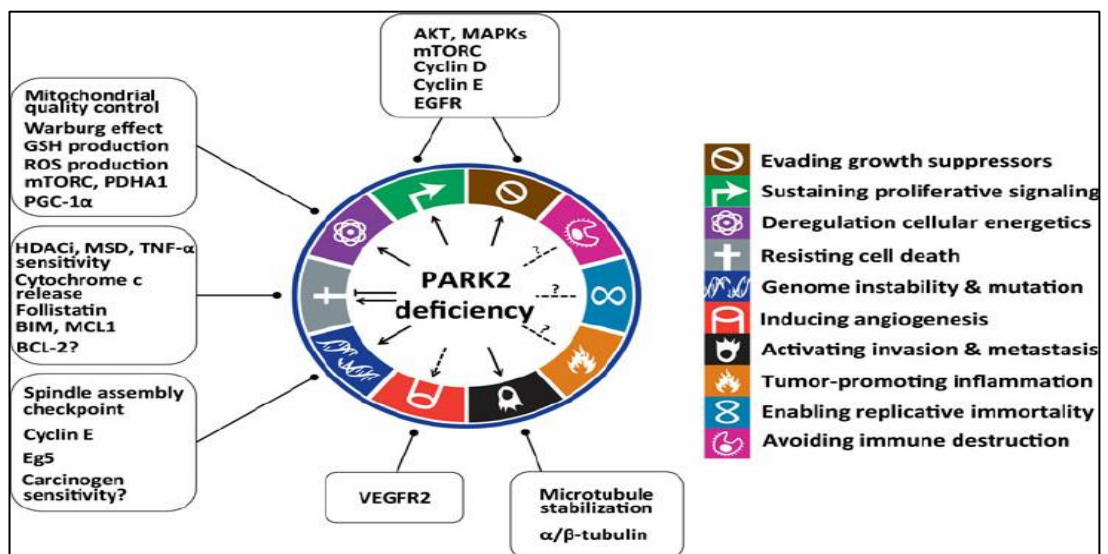 AKT, MAPKs
mTORC
Cyclin D
Cyclin E
EGFR
Mitochondrial
quality control
Warburg effect
GSH production
ROS production
mTORC, PDHA1
PGC-1α
HDACi, MSD, TNF-α
sensitivity
Cytochrome c
release
Follistatin
BIM, MCL1
BCL-2?
Spindle assembly
checkpoint
Cyclin E
Eg5
Carcinogen
sensitivity?
PARK2
deficiency
?
?
?
VEGFR2
Microtubule
stabilization
α/β-tubulin
Evading growth suppressors
Sustaining proliferative signaling
Deregulation cellular energetics
Resisting cell death
Genome instability & mutation
Inducing angiogenesis
Activating invasion & metastasis
Tumor-promoting inflammation
Enabling replicative immortality
Avoiding immune destruction